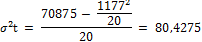 σ²t = (70875 − 1177²/20) / 20 = 80,4275